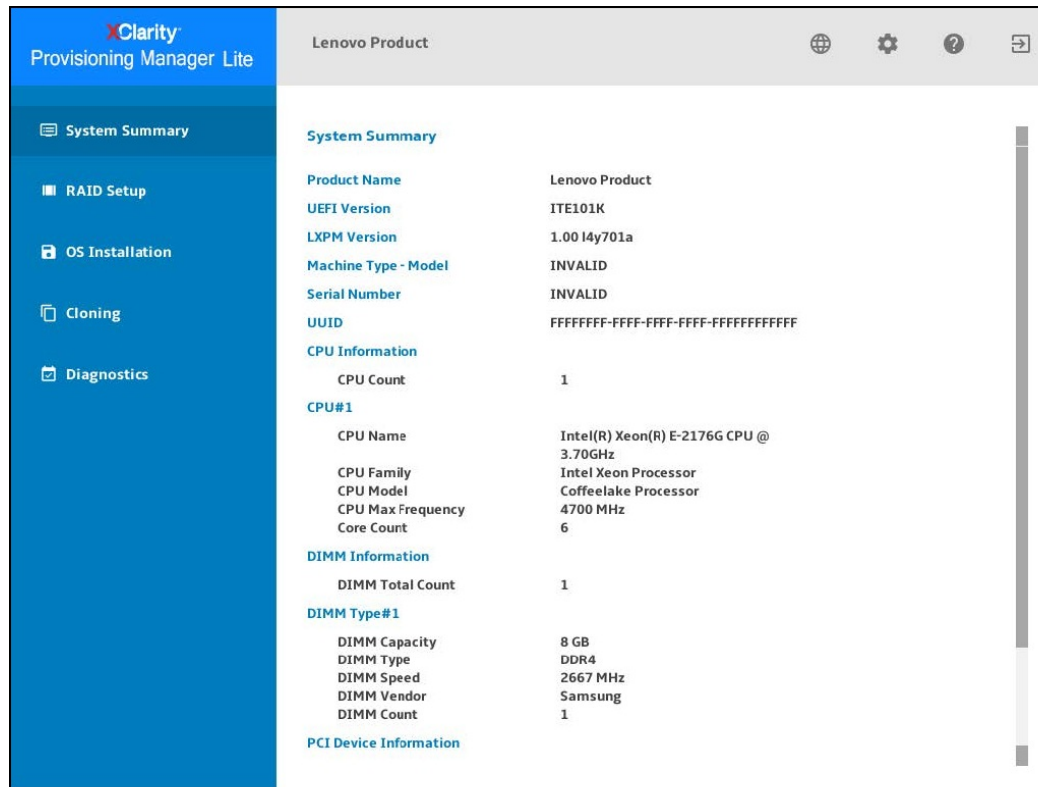 XClarity
Provisioning Manager Lite
Lenovo Product
System Summary
RAID Setup
OS Installation
Cloning
Diagnostics
System Summary
Product Name Lenovo Product
UEFI Version ITE101K
LXPM Version 1.00 l4y701a
Machine Type - Model INVALID
Serial Number INVALID
UUID FFFFFFFF-FFFF-FFFF-FFFF-FFFFFFFFFFFF
CPU Information
CPU Count 1
CPU#1
CPU Name Intel(R) Xeon(R) E-2176G CPU @
3.70GHz
CPU Family Intel Xeon Processor
CPU Model Coffeelake Processor
CPU Max Frequency 4700 MHz
Core Count 6
DIMM Information
DIMM Total Count 1
DIMM Type#1
DIMM Capacity 8 GB
DIMM Type DDR4
DIMM Speed 2667 MHz
DIMM Vendor Samsung
DIMM Count 1
PCI Device Information